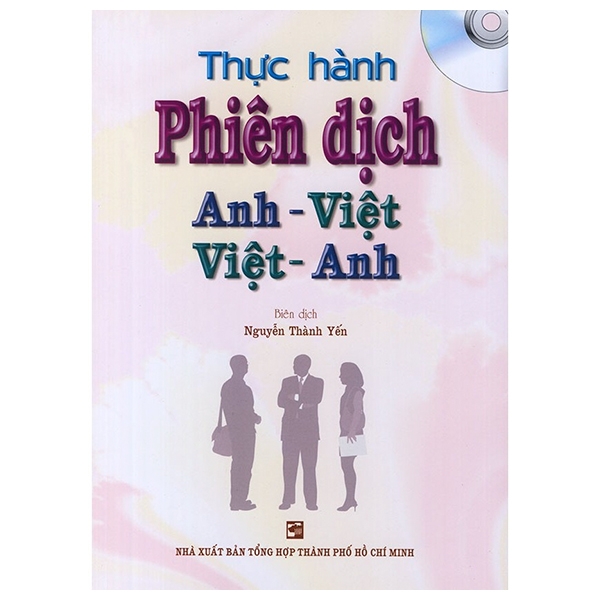 Thực hành
Phiên dịch
Anh - Việt
Việt - Anh
Biên dịch
Nguyễn Thành Yến
NHÀ XUẤT BẢN TỔNG HỢP THÀNH PHỐ HỒ CHÍ MINH